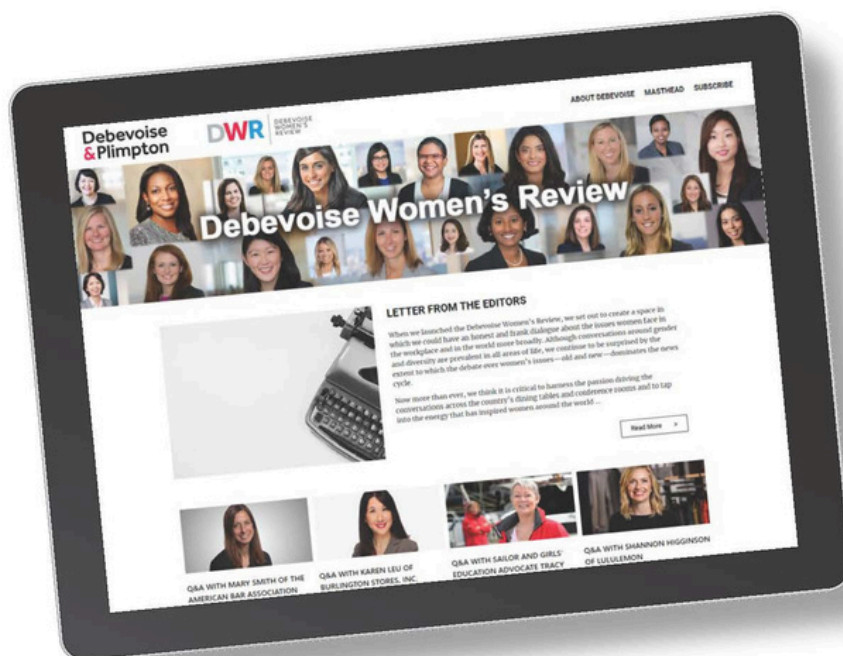 Debevoise
&Plimpton
DWR
DEBEVOISE
WOMEN'S
REVIEW
ABOUT DEBEVOISE MASTHEAD SUBSCRIBE
Debevoise Women's Review
LETTER FROM THE EDITORS
When we launched the Debevoise Women's Review, we set out to create a space in
which we could have an honest and frank dialogue about the issues women face in
the workplace and in the world more broadly. Although conversations around gender
and diversity are prevalent in all areas of life, we continue to be surprised by the
extent to which the debate over women's issues—old and new—dominates the news
cycle.
Now more than ever, we think it is critical to harness the passion driving the
conversations across the country's dining tables and conference rooms and to tap
into the energy that has inspired women around the world ...
Read More >
Q&A WITH MARY SMITH OF THE
AMERICAN BAR ASSOCIATION
Q&A WITH KAREN LEU OF
BURLINGTON STORES, INC.
Q&A WITH SAILOR AND GIRLS'
EDUCATION ADVOCATE TRACY
Q&A WITH SHANNON HIGGINSON
OF LULULEMON